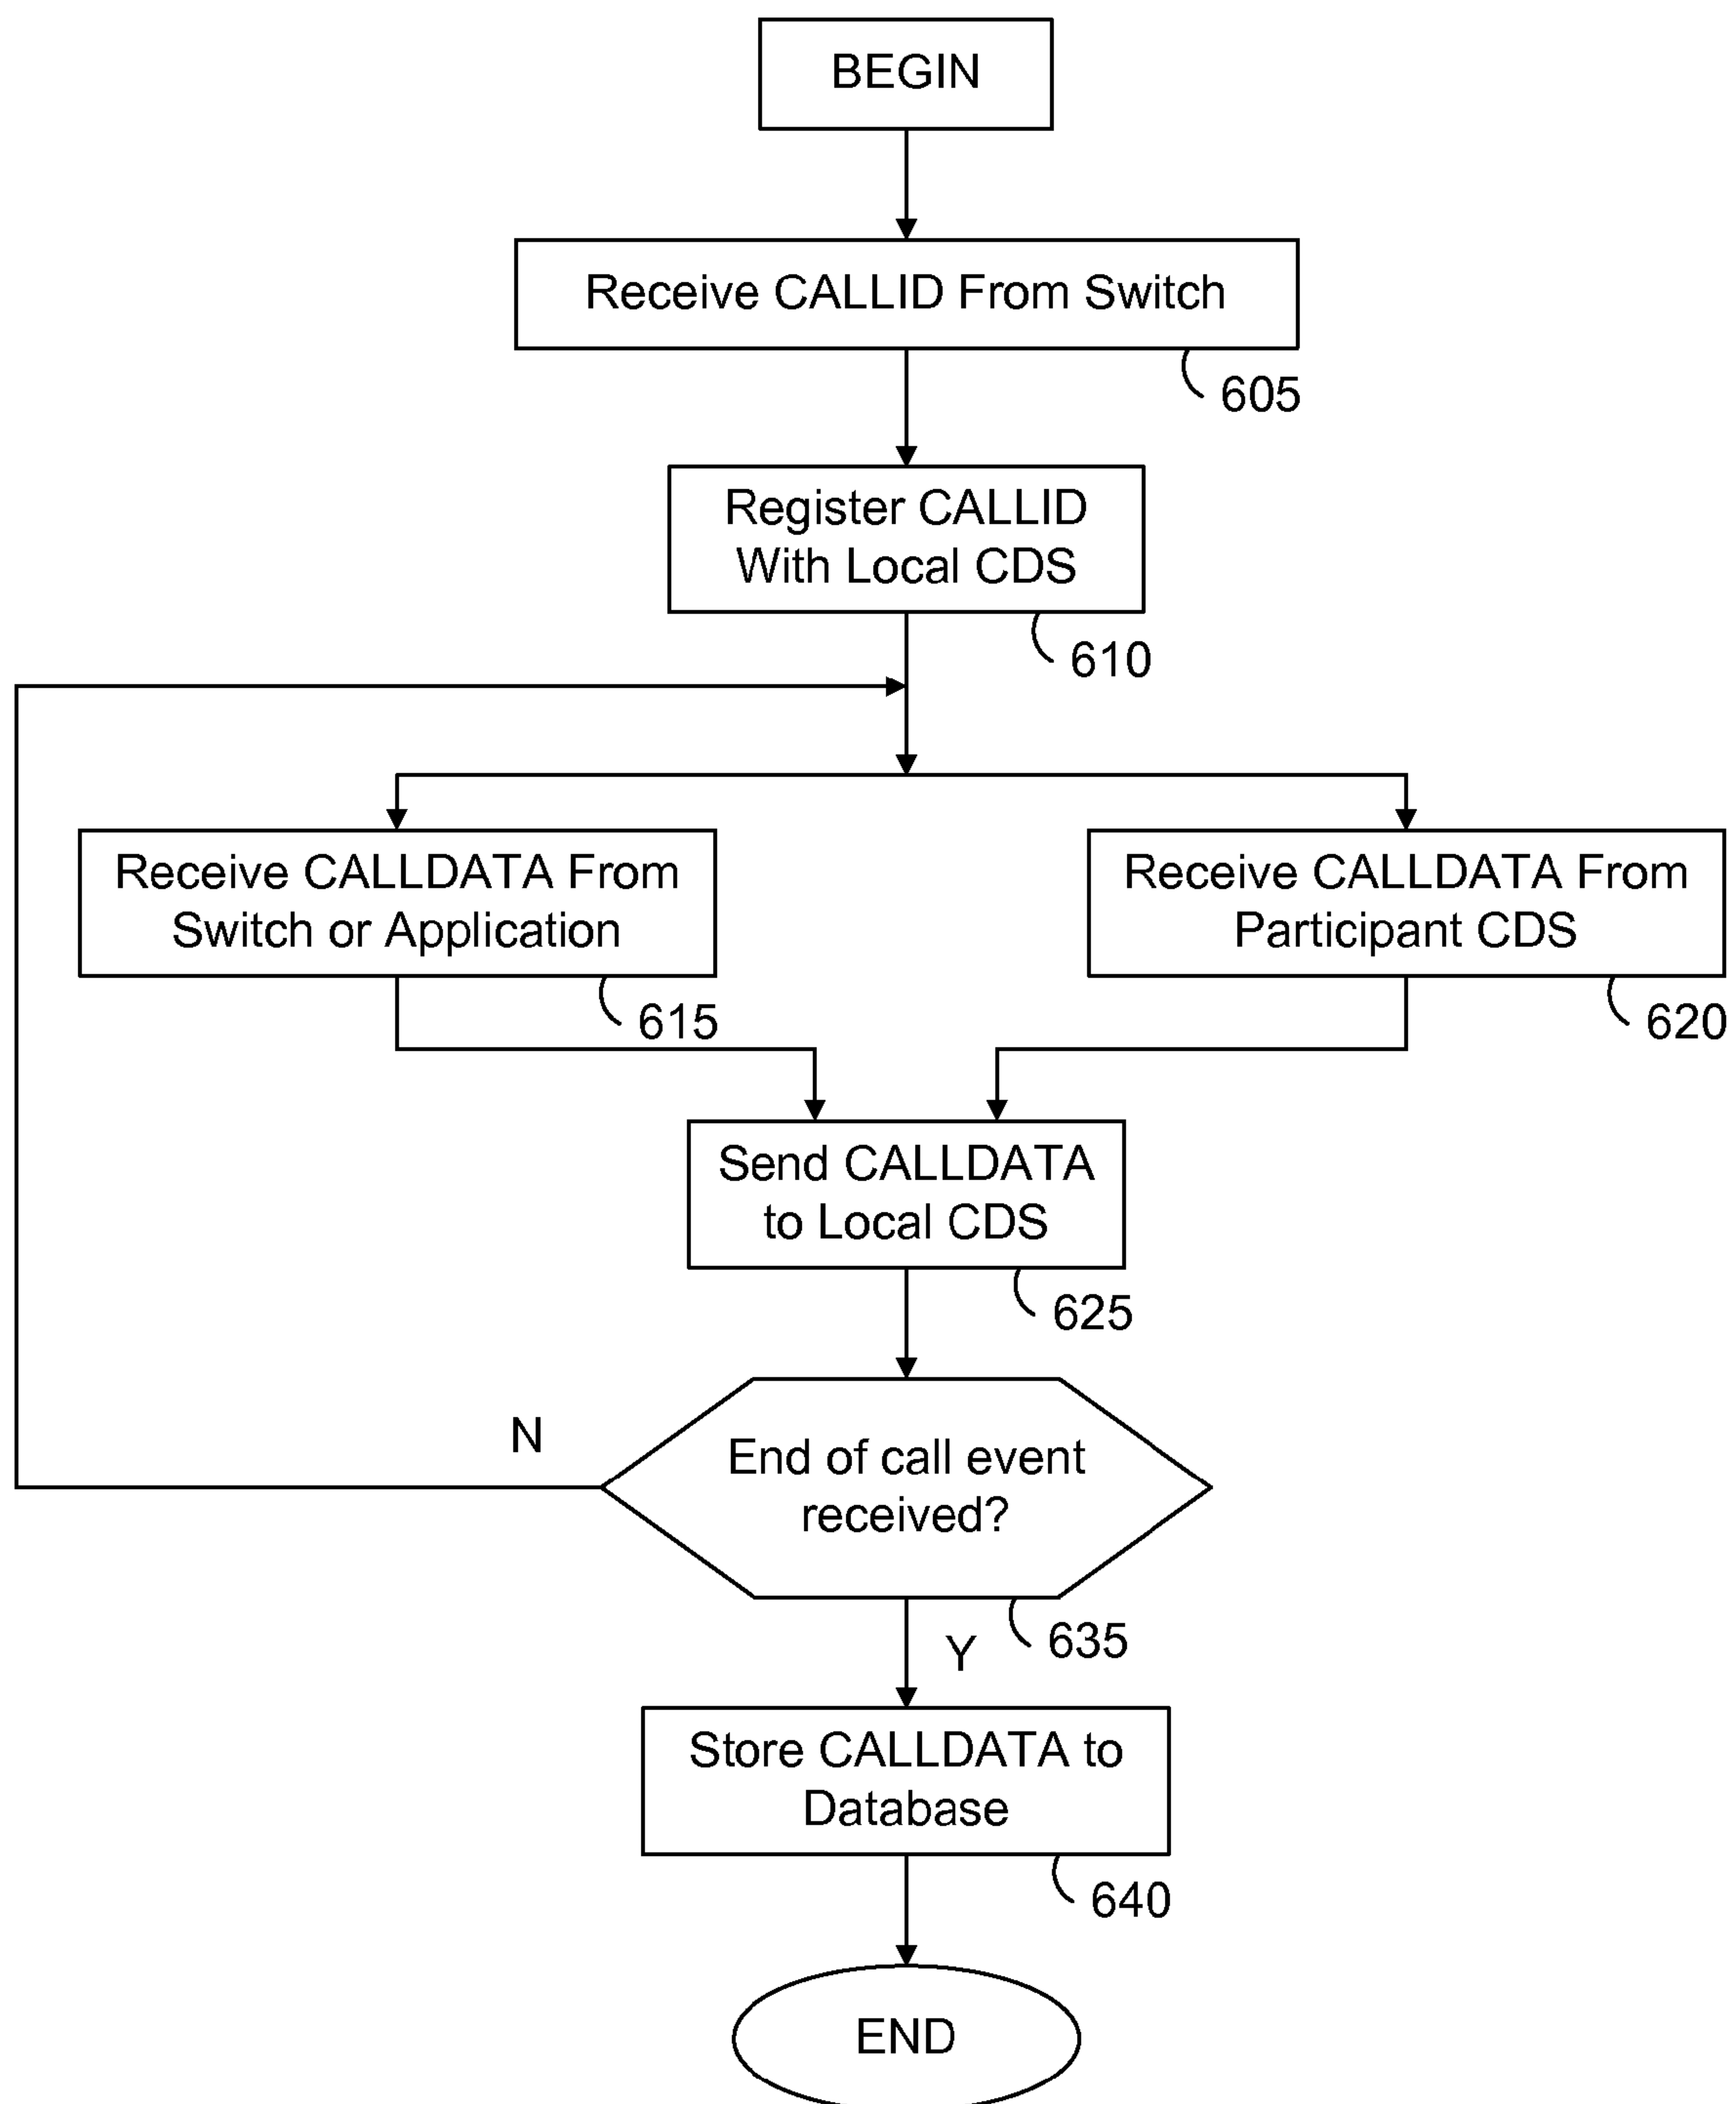 BEGIN
Receive CALLID From Switch
605
Register CALLID
With Local CDS
610
Receive CALLDATA From
Switch or Application
615
Receive CALLDATA From
Participant CDS
620
Send CALLDATA
to Local CDS
625
End of call event
received?
N
635
Y
Store CALLDATA to
Database
640
END